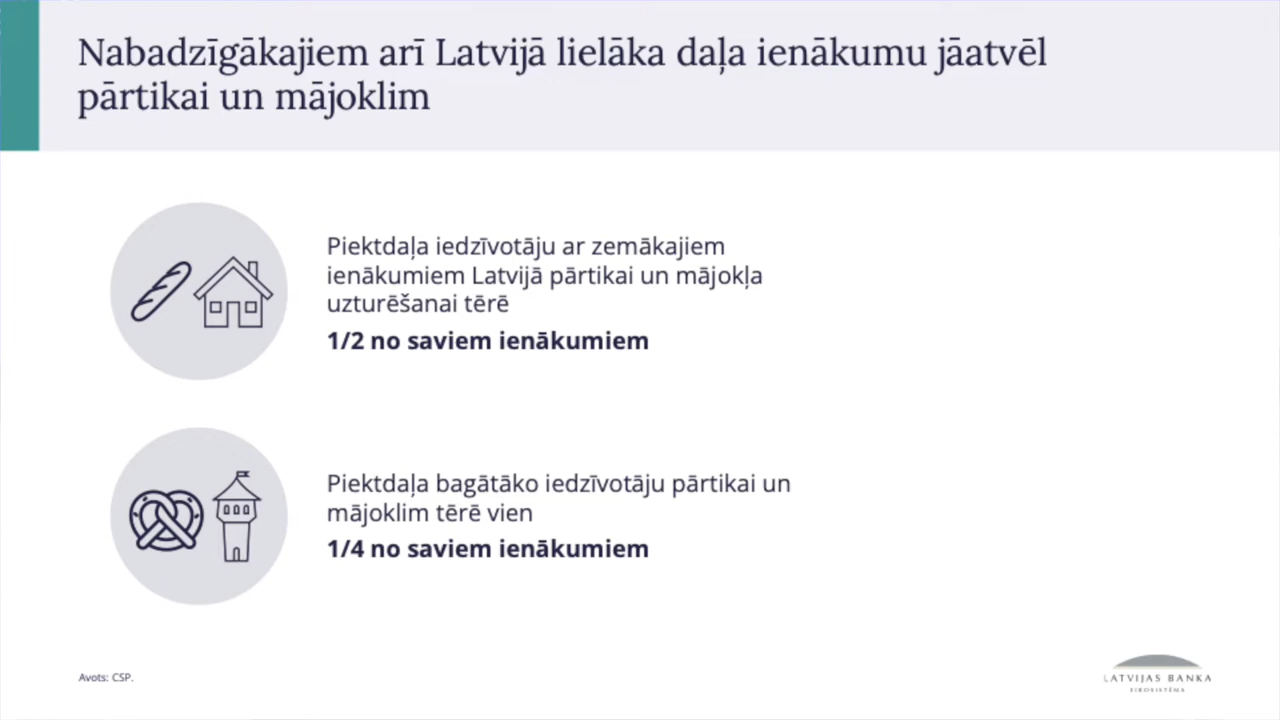 Nabadzīgākajiem arī Latvijā lielāka daļa ienākumu jāatvēl
pārtikai un mājoklim
Piektdaļa iedzīvotāju ar zemākajiem
ienākumiem Latvijā pārtikai un mājokļa
uzturēšanai tērē
1/2 no saviem ienākumiem
Piektdaļa bagātāko iedzīvotāju pārtikai un
mājoklim tērē vien
1/4 no saviem ienākumiem
Avots: CSP.
LATVIJAS BANKA
EIROSISTĒMA